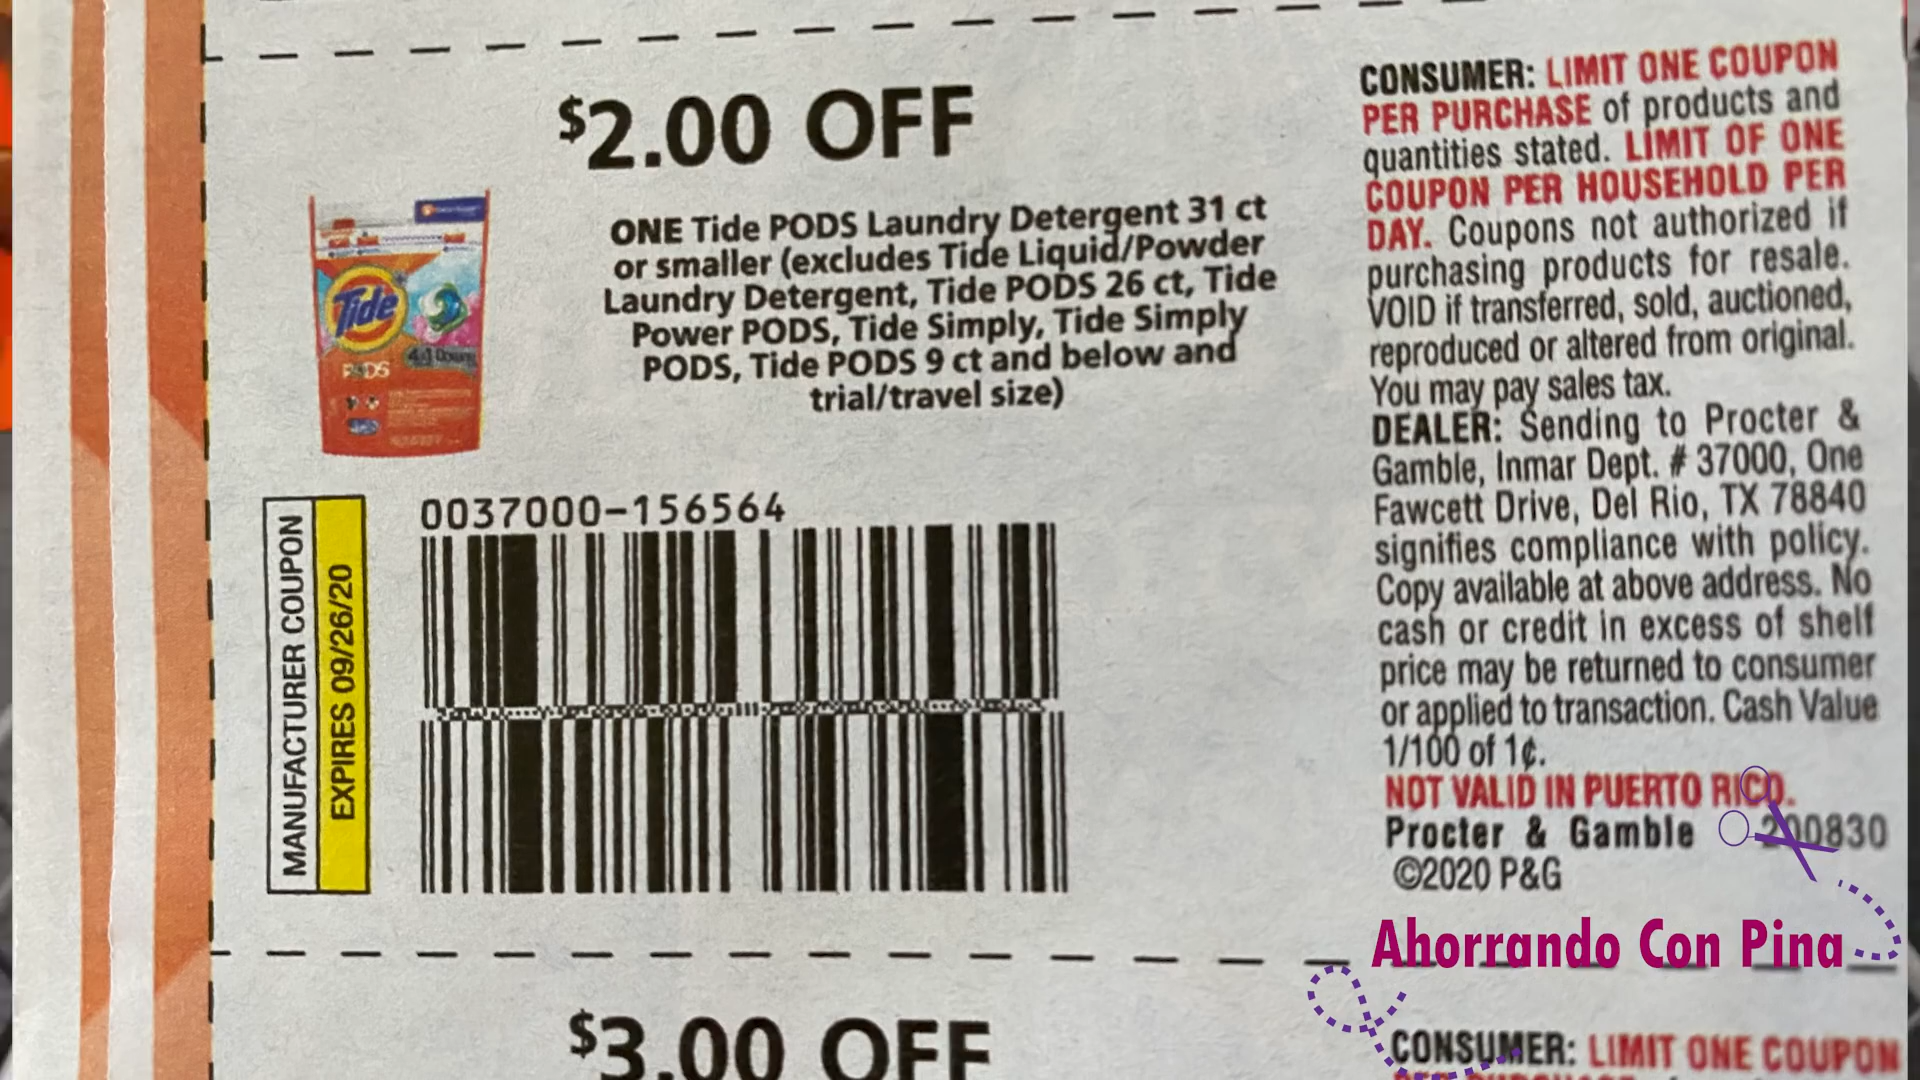 $2.00 OFF
Tide
PODS
ONE Tide PODS Laundry Detergent 31 ct
or smaller (excludes Tide Liquid/Powder
Laundry Detergent, Tide PODS 26 ct, Tide
Power PODS, Tide Simply, Tide Simply
PODS, Tide PODS 9 ct and below and
trial/travel size)
MANUFACTURER COUPON
EXPIRES 09/26/20
0037000-156564
CONSUMER: LIMIT ONE COUPON
PER PURCHASE of products and
quantities stated. LIMIT OF ONE
COUPON PER HOUSEHOLD PER
DAY. Coupons not authorized if
purchasing products for resale.
VOID if transferred, sold, auctioned,
reproduced or altered from original.
You may pay sales tax.
DEALER: Sending to Procter &
Gamble, Inmar Dept. # 37000, One
Fawcett Drive, Del Rio, TX 78840
signifies compliance with policy.
Copy available at above address. No
cash or credit in excess of shelf
price may be returned to consumer
or applied to transaction. Cash Value
1/100 of 1¢.
NOT VALID IN PUERTO RICO.
Procter & Gamble 200830
©2020 P&G
Ahorrando Con Pina
$3.00 OFF
CONSUMER: LIMIT ONE COUPON